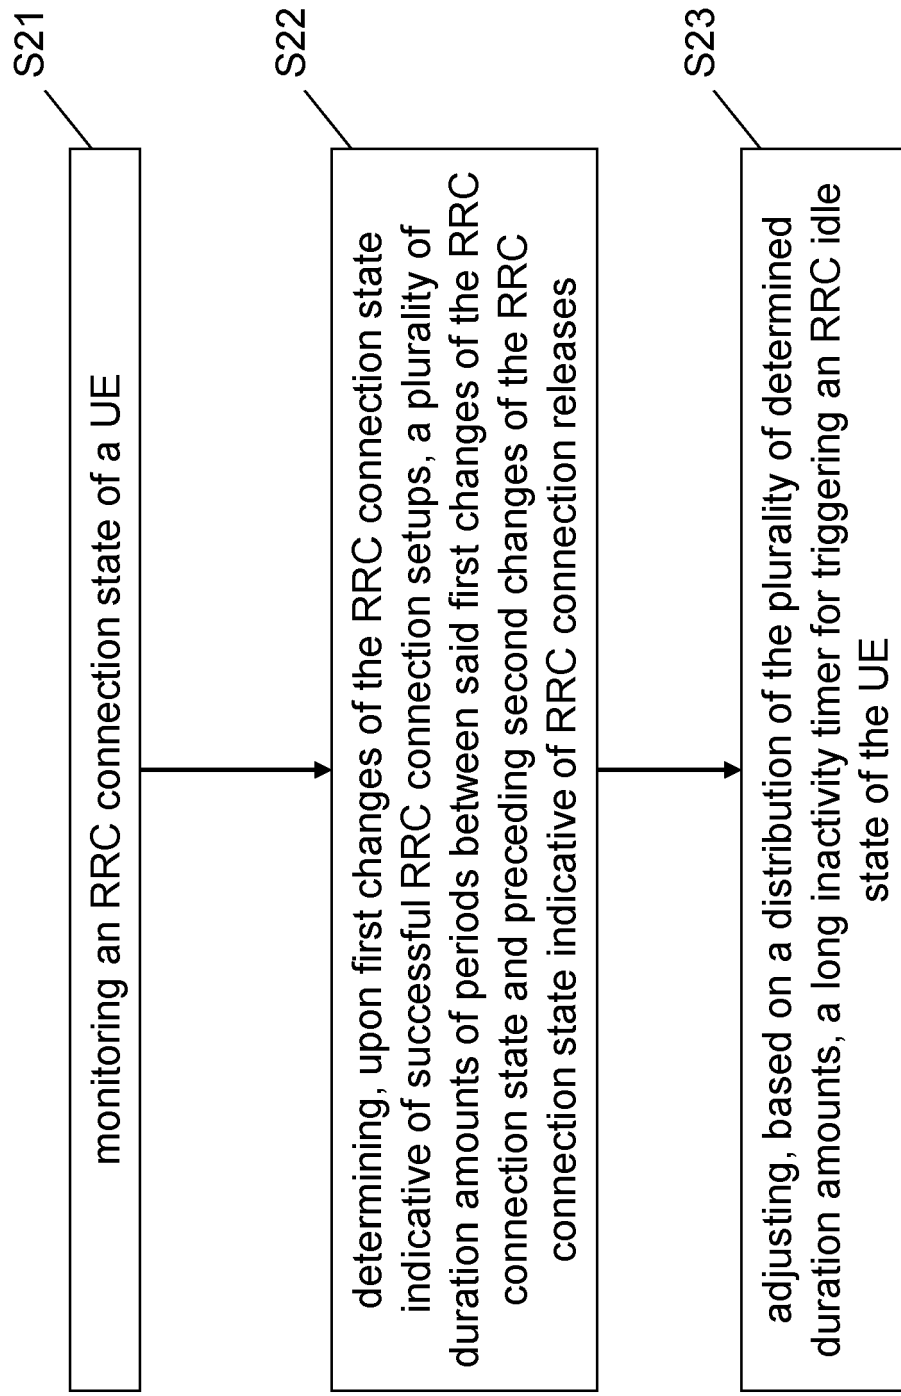 S21
monitoring an RRC connection state of a UE
S22
determining, upon first changes of the RRC connection state
indicative of successful RRC connection setups, a plurality of
duration amounts of periods between said first changes of the RRC
connection state and preceding second changes of the RRC
connection state indicative of RRC connection releases
S23
adjusting, based on a distribution of the plurality of determined
duration amounts, a long inactivity timer for triggering an RRC idle
state of the UE